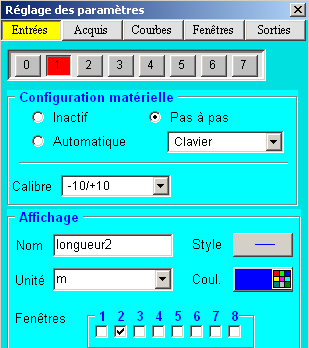 Réglage des paramètres
Entrées Acquis Courbes Fenêtres Sorties
0 1 2 3 4 5 6 7
Configuration matérielle
Inactif Pas à pas
Automatique Clavier
Calibre -10/+10
Affichage
Nom longueur2 Style
Unité m Coul.
Fenêtres 1 2 3 4 5 6 7 8